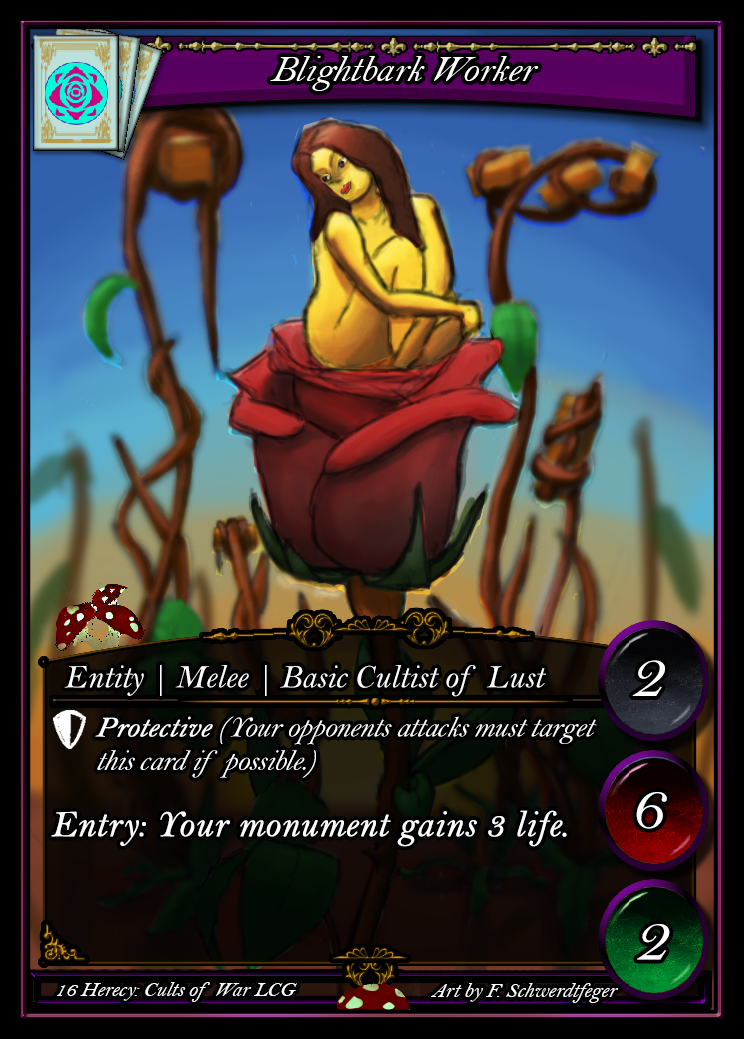 Blightbark Worker
Entity | Melee | Basic Cultist of Lust
2
Protective (Your opponents attacks must target
this card if possible.)
6
Entry: Your monument gains 3 life.
2
16 Herecy: Cults of War LCG
Art by F. Schwerdtfeger